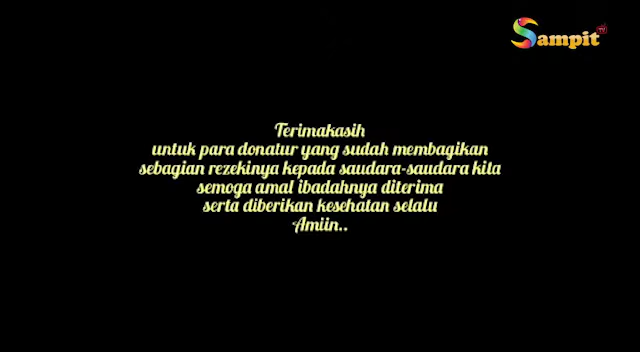 Sampit TV
Terimakasih
untuk para donatur yang sudah membagikan
sebagian rezekinya kepada saudara-saudara kita
semoga amal ibadahnya diterima
serta diberikan kesehatan selalu
Amiin..